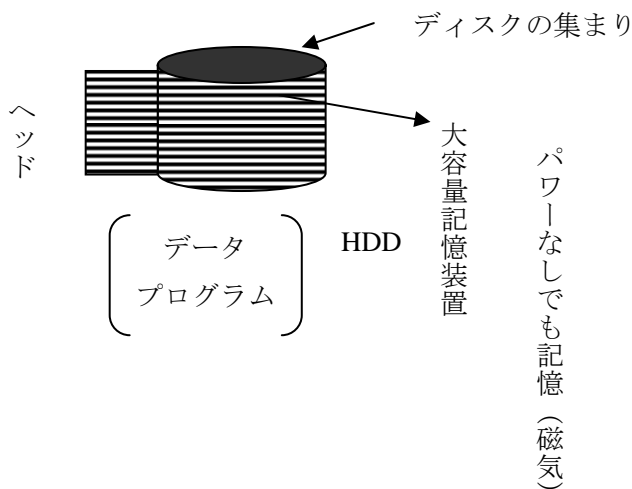 ディスクの集まり
ヘッド
大容量記憶装置
パワーなしでも記憶（磁気）
データ
プログラム
HDD